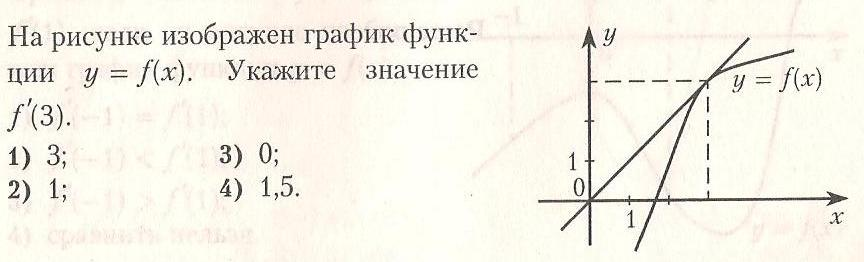 На рисунке изображен график функ-
ции y = f(x). Укажите значение
f′(3).
1) 3; 3) 0;
2) 1; 4) 1,5.
y
y = f(x)
1
0
1
x